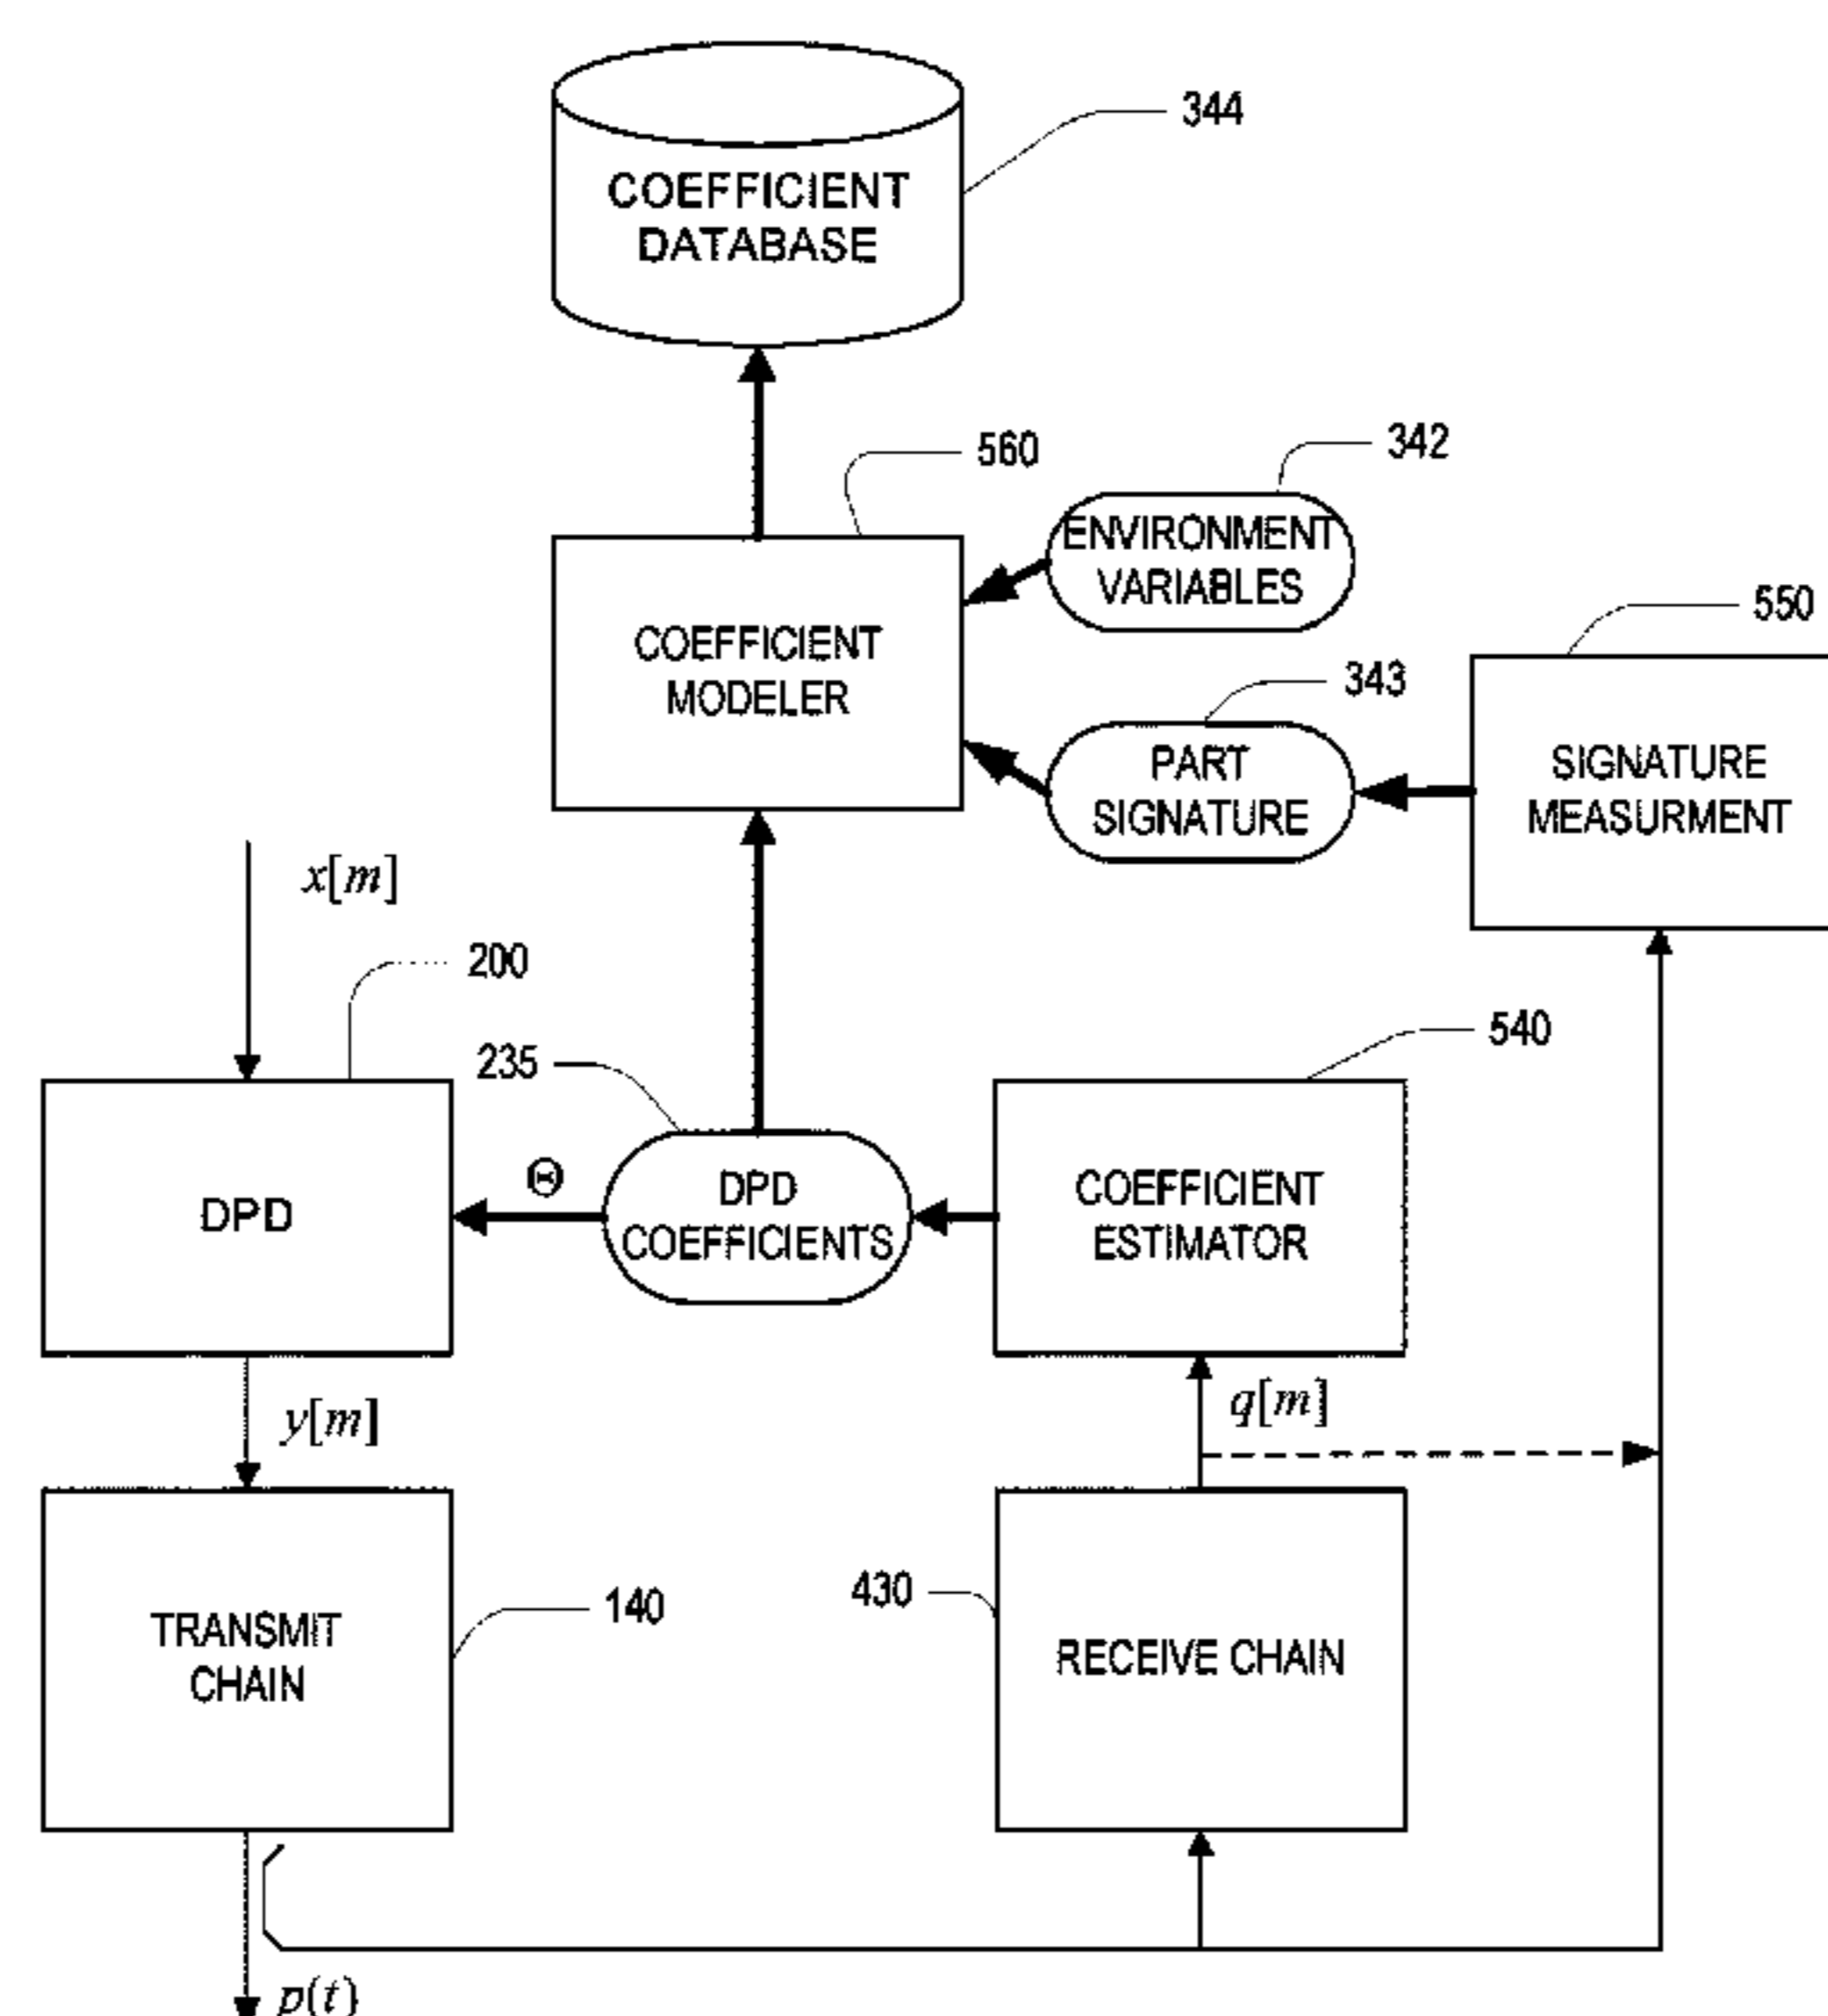 344
COEFFICIENT
DATABASE
560
342
ENVIRONMENT
VARIABLES
550
COEFFICIENT
MODELER
343
PART
SIGNATURE
SIGNATURE
MEASURMENT
x[m]
200
235
540
DPD
Θ
DPD
COEFFICIENTS
COEFFICIENT
ESTIMATOR
y[m]
q[m]
TRANSMIT
CHAIN
140
430
RECEIVE CHAIN
p(t)